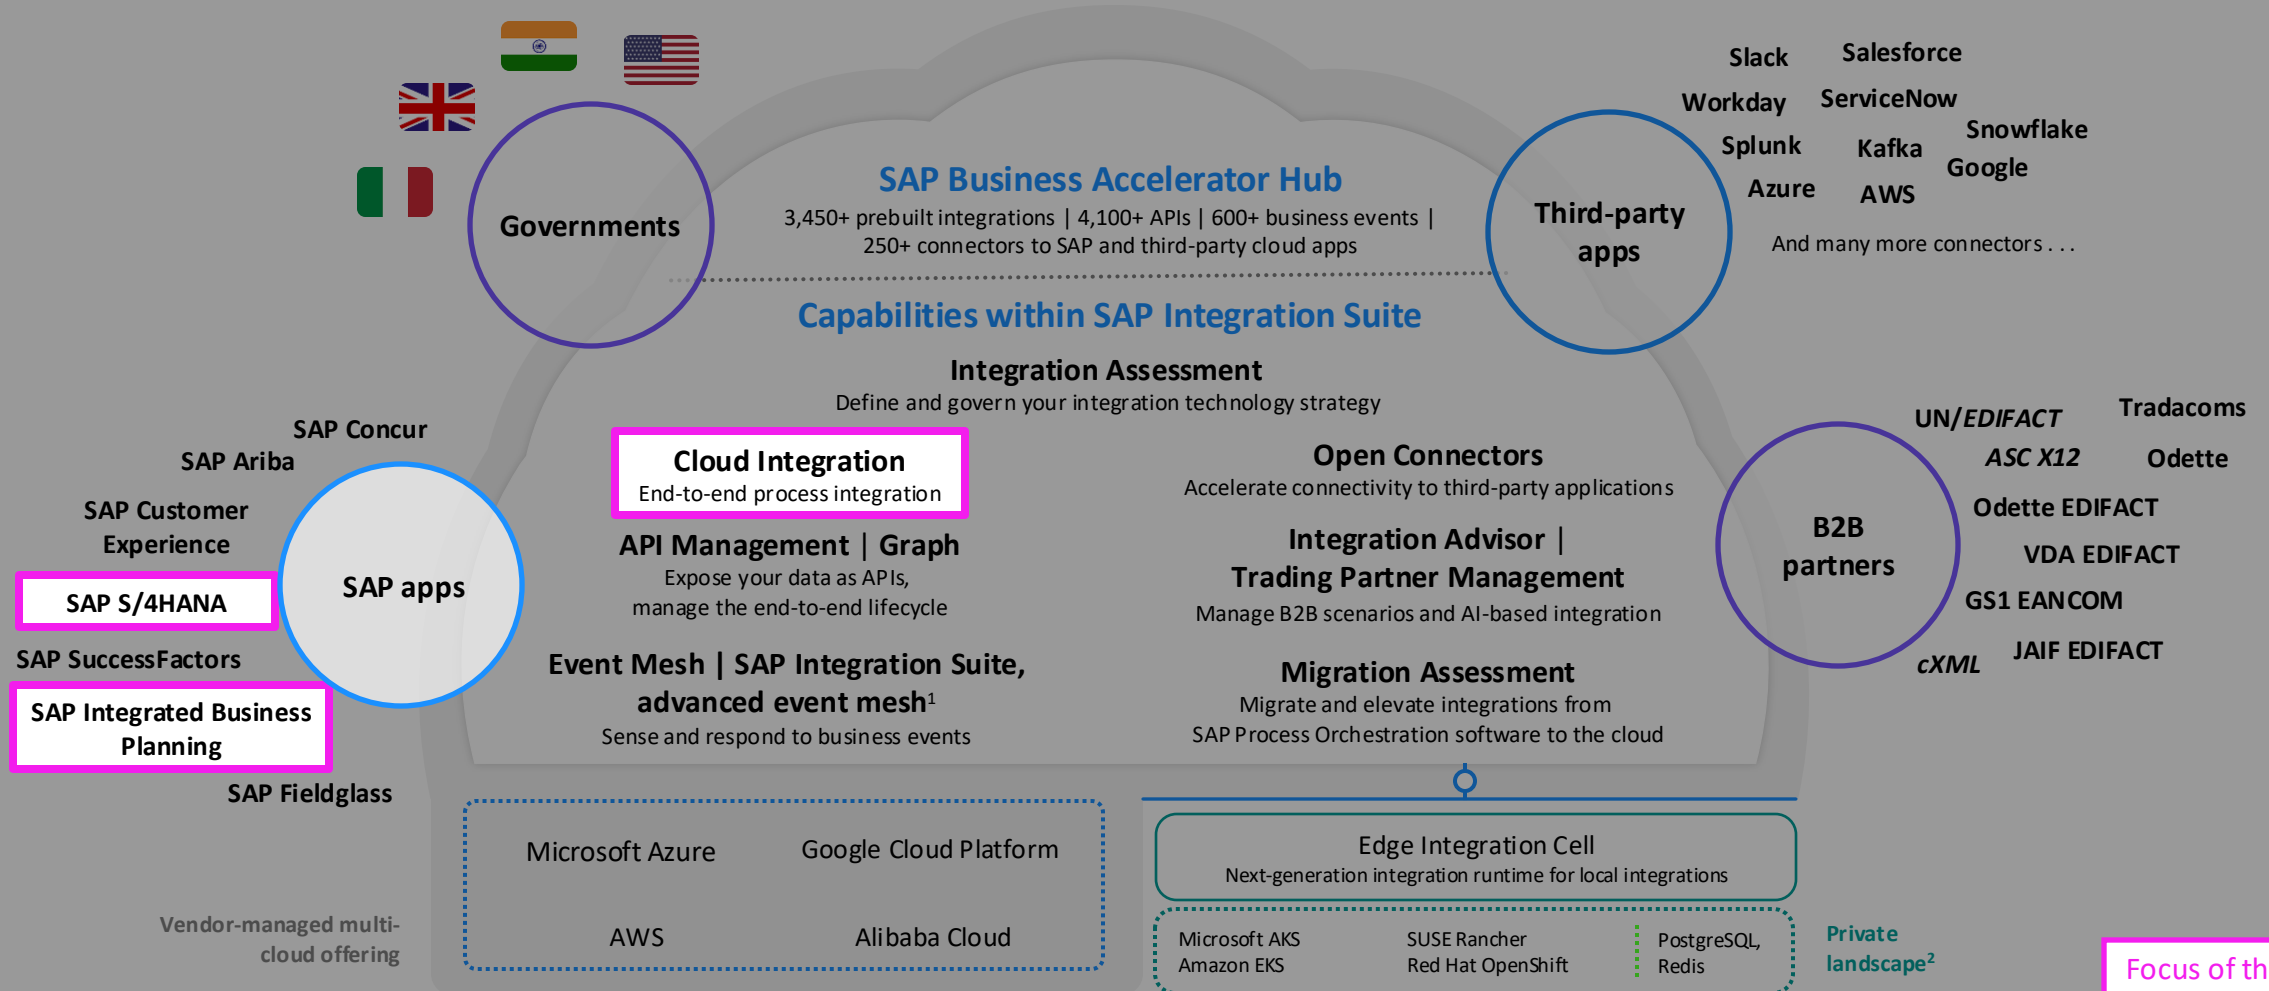 Slack
Salesforce
Workday
ServiceNow
Snowflake
Splunk
Kafka
Google
Azure
AWS
And many more connectors . . .
Governments
SAP Business Accelerator Hub
3,450+ prebuilt integrations | 4,100+ APIs | 600+ business events |
250+ connectors to SAP and third-party cloud apps
Third-party
apps
Capabilities within SAP Integration Suite
Integration Assessment
Define and govern your integration technology strategy
SAP Concur
SAP Ariba
SAP Customer
Experience
SAP S/4HANA
SAP SuccessFactors
SAP Integrated Business
Planning
SAP Fieldglass
SAP apps
Cloud Integration
End-to-end process integration
API Management | Graph
Expose your data as APIs,
manage the end-to-end lifecycle
Event Mesh | SAP Integration Suite,
advanced event mesh1
Sense and respond to business events
Open Connectors
Accelerate connectivity to third-party applications
Integration Advisor |
Trading Partner Management
Manage B2B scenarios and AI-based integration
Migration Assessment
Migrate and elevate integrations from
SAP Process Orchestration software to the cloud
B2B
partners
UN/EDIFACT
Tradacoms
ASC X12
Odette
Odette EDIFACT
VDA EDIFACT
GS1 EANCOM
JAIF EDIFACT
cXML
Vendor-managed multi-
cloud offering
Microsoft Azure
Google Cloud Platform
AWS
Alibaba Cloud
Edge Integration Cell
Next-generation integration runtime for local integrations
Microsoft AKS
Amazon EKS
SUSE Rancher
Red Hat OpenShift
PostgreSQL,
Redis
Private
landscape2
Focus of th